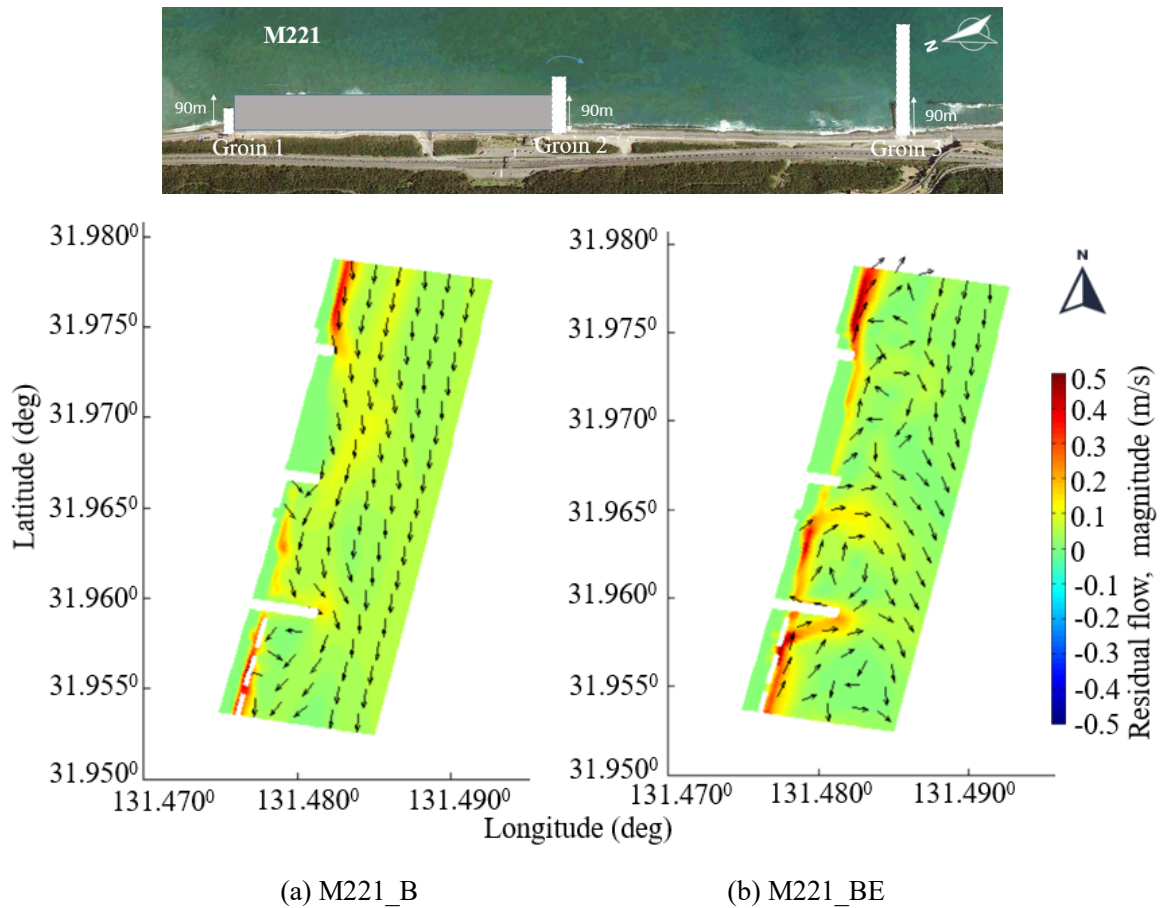 M221
N
90m
90m
90m
Groin 1
Groin 2
Groin 3
31.980⁰
31.975⁰
31.970⁰
31.965⁰
31.960⁰
31.955⁰
31.950⁰
131.470⁰
131.480⁰
131.490⁰
Latitude (deg)
31.980⁰
31.975⁰
31.970⁰
31.965⁰
31.960⁰
31.955⁰
31.950⁰
131.470⁰
131.480⁰
131.490⁰
Longitude (deg)
N
0.5
0.4
0.3
0.2
0.1
0
-0.1
-0.2
-0.3
-0.4
-0.5
Residual flow, magnitude (m/s)
(a) M221_B
(b) M221_BE